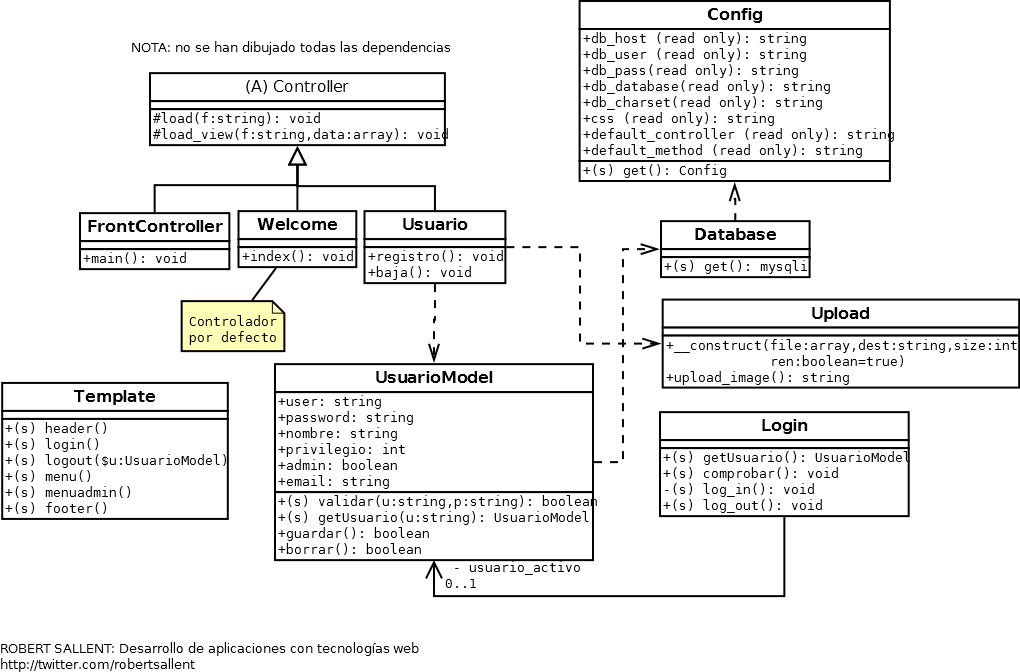 Config
+db_host (read only): string
+db_user (read only): string
+db_pass(read only): string
+db_database(read only): string
+db_charset(read only): string
+css (read only): string
+default_controller (read only): string
+default_method (read only): string
+(s) get(): Config
NOTA: no se han dibujado todas las dependencias
(A) Controller
#load(f:string): void
#load_view(f:string,data:array): void
FrontController
+main(): void
Welcome
+index(): void
Usuario
+registro(): void
+baja(): void
Database
+(s) get(): mysqli
Controlador
por defecto
Upload
+__construct(file:array,dest:string,size:int
ren:boolean=true)
+upload_image(): string
Template
+(s) header()
+(s) login()
+(s) logout($u:UsuarioModel)
+(s) menu()
+(s) menuadmin()
+(s) footer()
UsuarioModel
+user: string
+password: string
+nombre: string
+privilegio: int
+admin: boolean
+email: string
+(s) validar(u:string,p:string): boolean
+(s) getUsuario(u:string): UsuarioModel
+guardar(): boolean
+borrar(): boolean
Login
+(s) getUsuario(): UsuarioModel
+(s) comprobar(): void
-(s) log_in(): void
+(s) log_out(): void
- usuario_activo
0..1
ROBERT SALLENT: Desarrollo de aplicaciones con tecnologías web
http://twitter.com/robertsallent